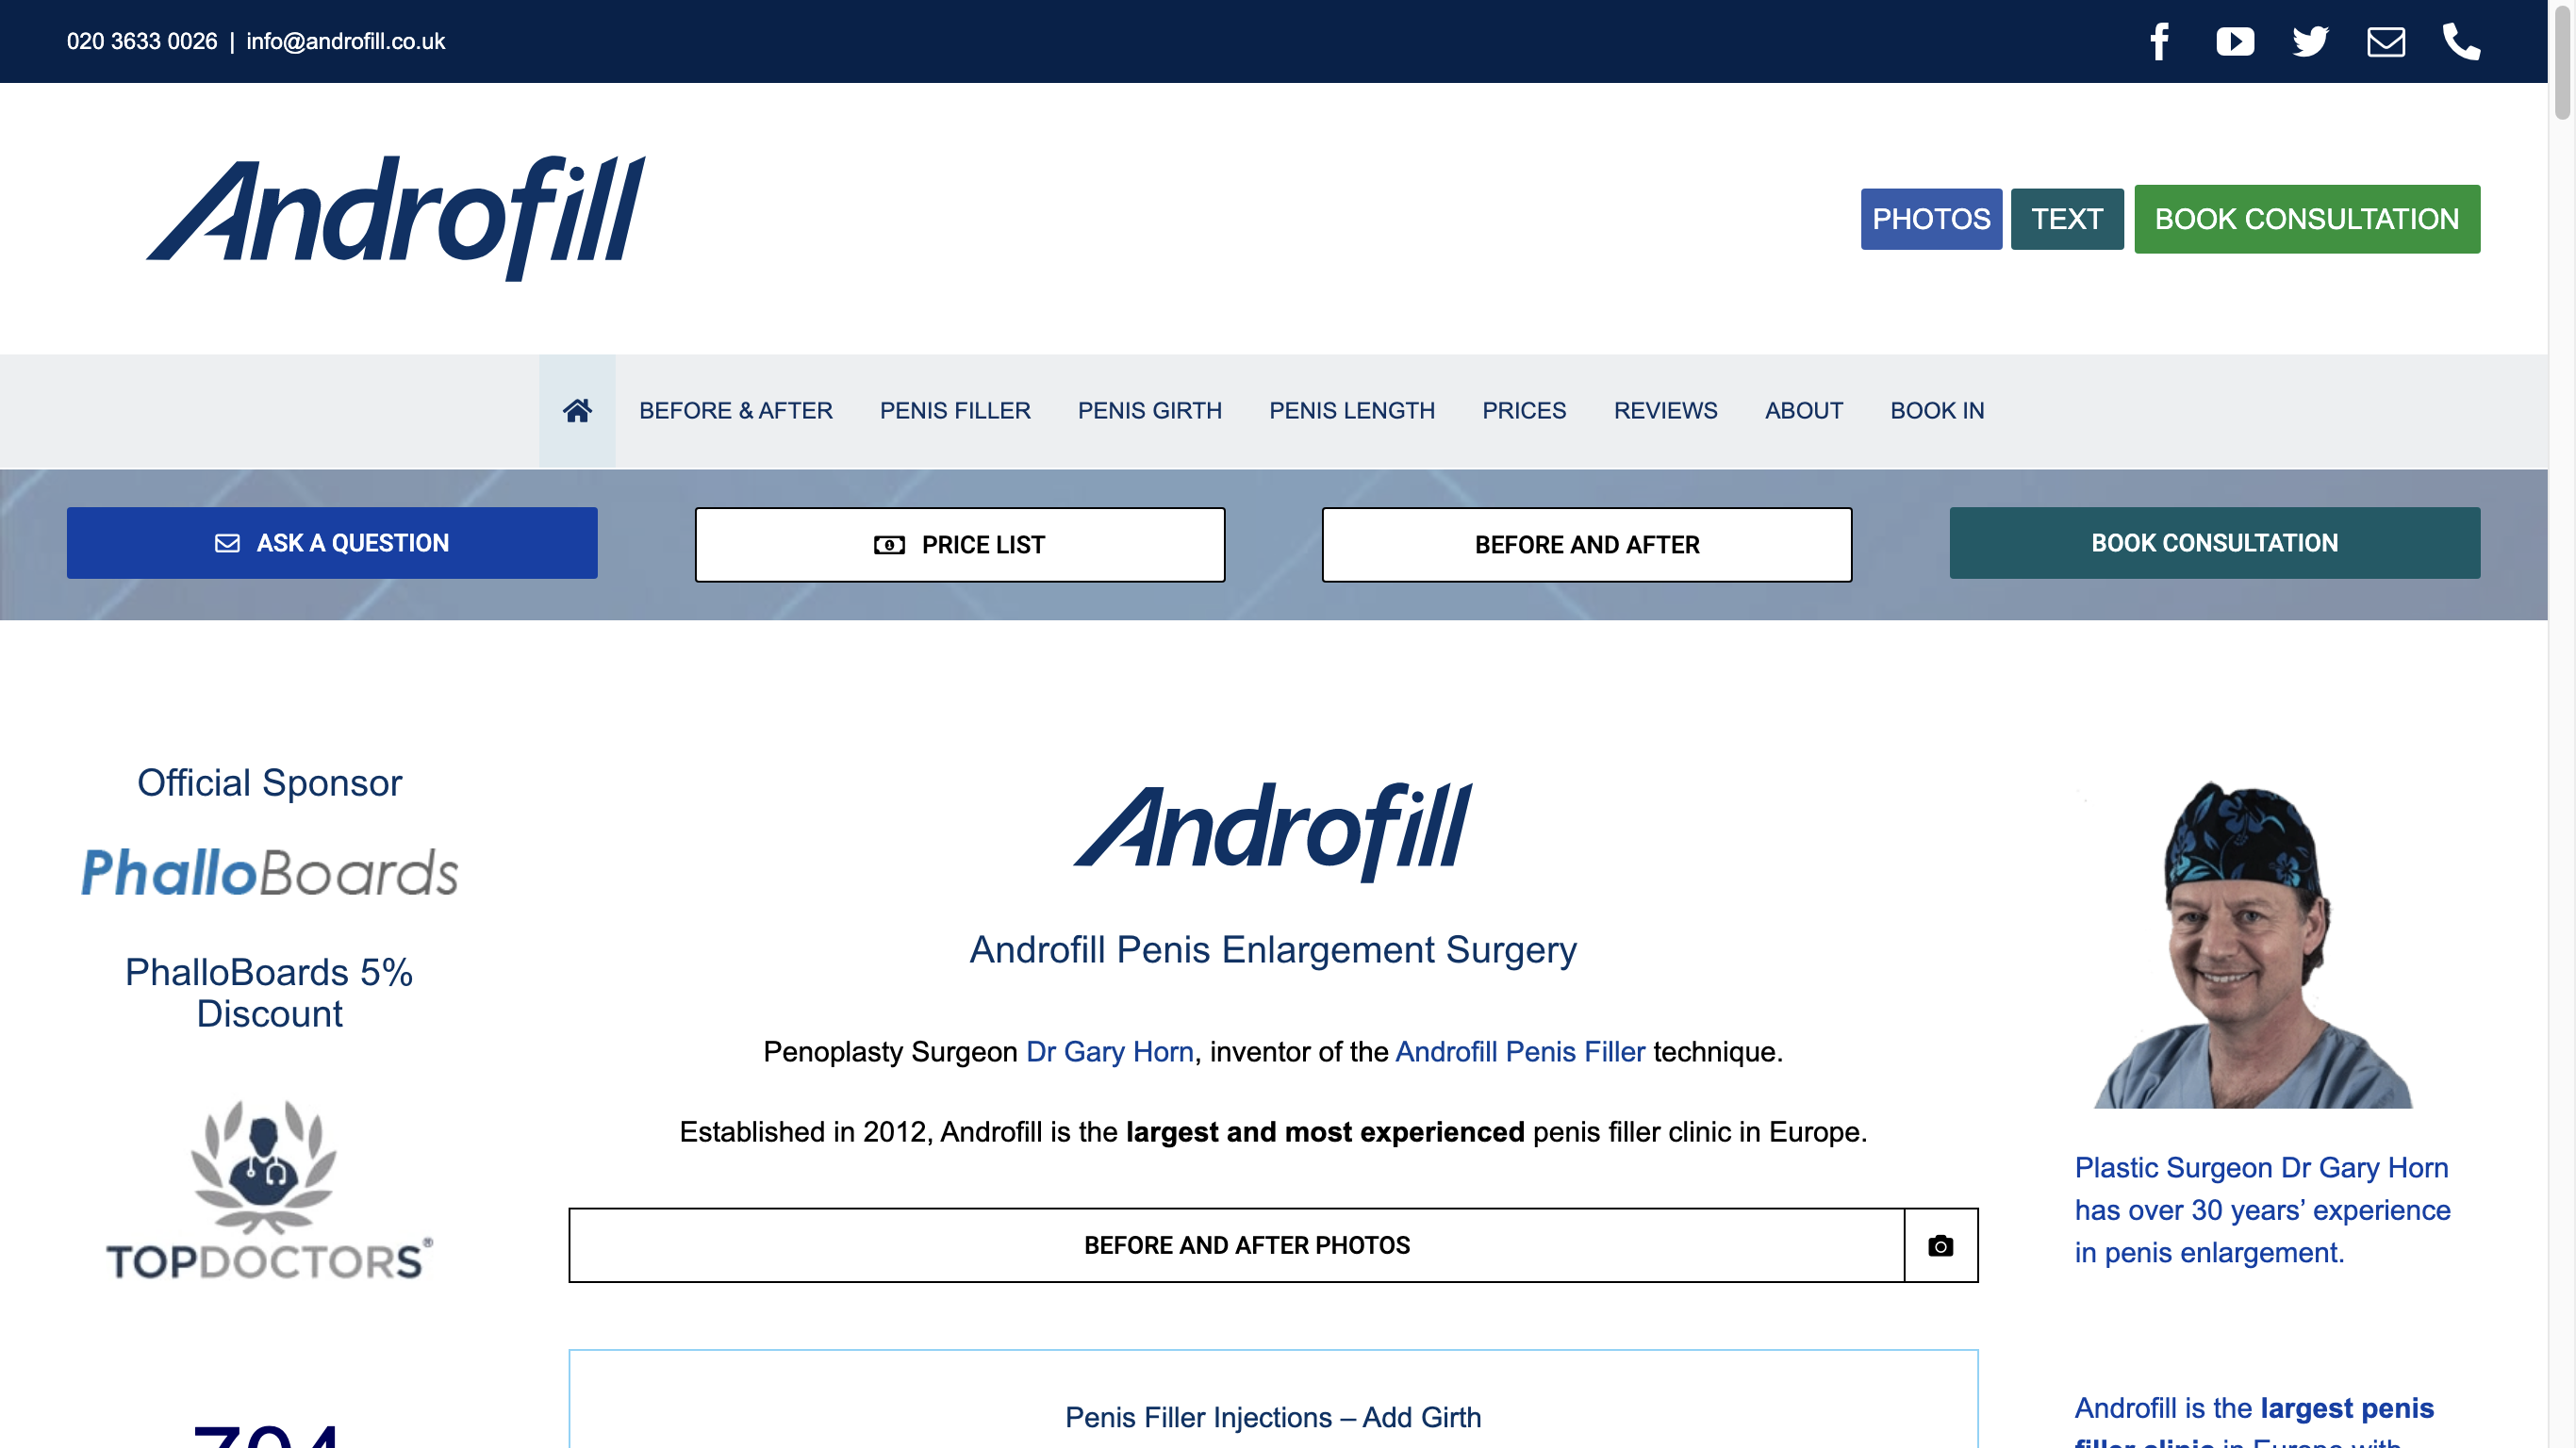 020 3633 0026 | info@androfill.co.uk
Androfill
PHOTOS TEXT BOOK CONSULTATION
BEFORE & AFTER PENIS FILLER PENIS GIRTH PENIS LENGTH PRICES REVIEWS ABOUT BOOK IN
ASK A QUESTION PRICE LIST BEFORE AND AFTER BOOK CONSULTATION
Official Sponsor
PhalloBoards
PhalloBoards 5%
Discount
TOPDOCTORS®
Androfill
Androfill Penis Enlargement Surgery
Penoplasty Surgeon Dr Gary Horn, inventor of the Androfill Penis Filler technique.
Established in 2012, Androfill is the largest and most experienced penis filler clinic in Europe.
BEFORE AND AFTER PHOTOS
Penis Filler Injections – Add Girth
Plastic Surgeon Dr Gary Horn
has over 30 years’ experience
in penis enlargement.
Androfill is the largest penis
filler clinic in Europe with